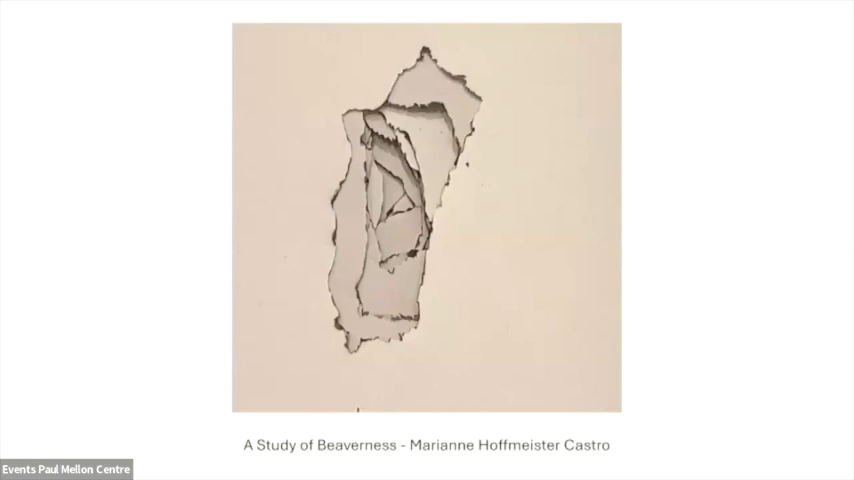 A Study of Beaverness - Marianne Hoffmeister Castro
Events Paul Mellon Centre